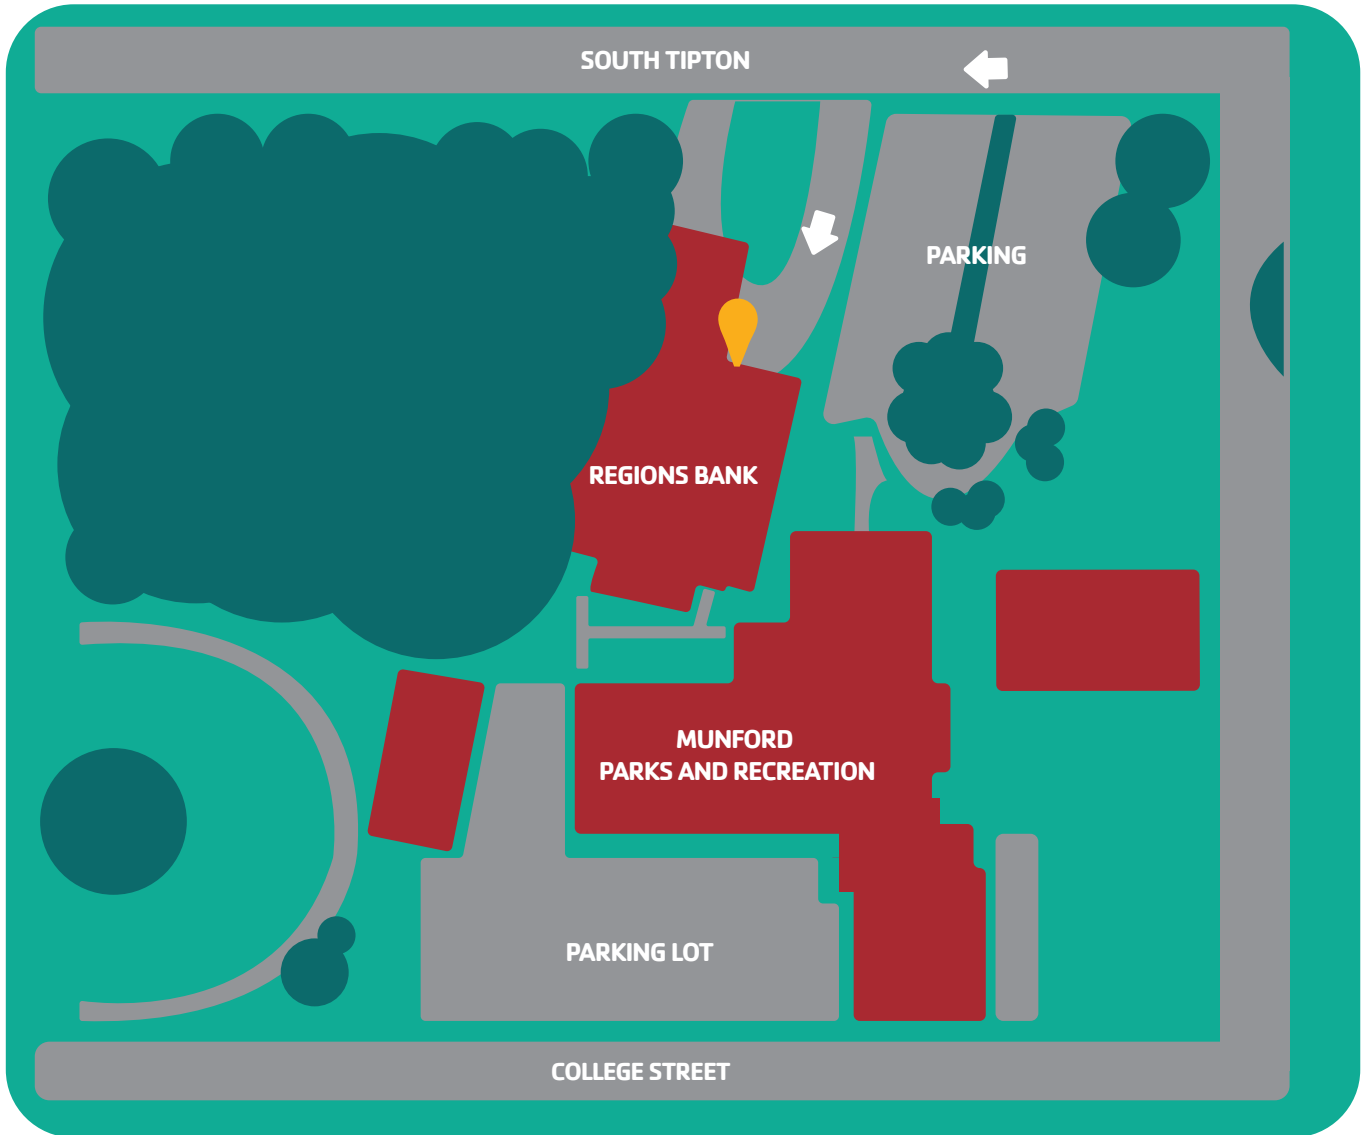 SOUTH TIPTON
PARKING
REGIONS BANK
MUNFORD
PARKS AND RECREATION
PARKING LOT
COLLEGE STREET